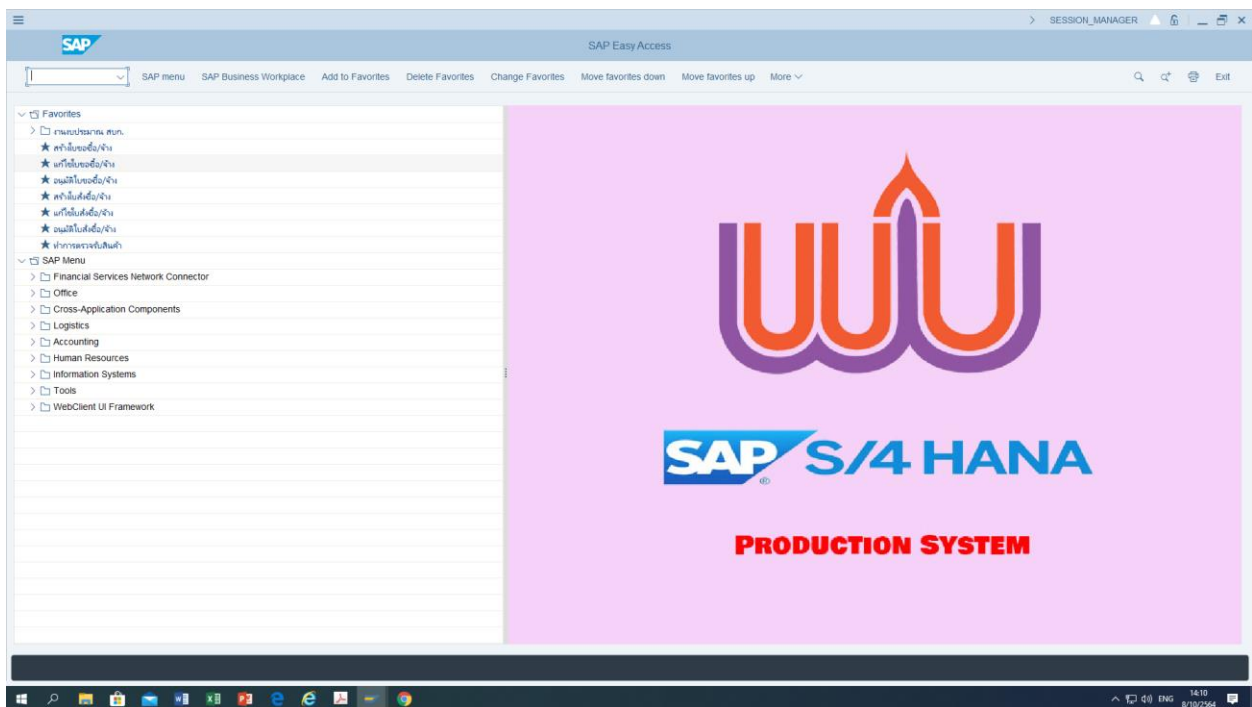 SESSION_MANAGER
SAP
SAP Easy Access
SAP menu SAP Business Workplace Add to Favorites Delete Favorites Change Favorites Move favorites down Move favorites up More Exit
Favorites
งานงบประมาณ สบก.
สร้างใบขอซื้อ/จ้าง
แก้ไขใบขอซื้อ/จ้าง
อนุมัติใบขอซื้อ/จ้าง
สร้างใบสั่งซื้อ/จ้าง
แก้ไขใบสั่งซื้อ/จ้าง
อนุมัติใบสั่งซื้อ/จ้าง
ทำการตรวจรับสินค้า
SAP Menu
Financial Services Network Connector
Office
Cross-Application Components
Logistics
Accounting
Human Resources
Information Systems
Tools
WebClient UI Framework
SAP S/4 HANA
PRODUCTION SYSTEM
ENG
14:10
8/10/2564